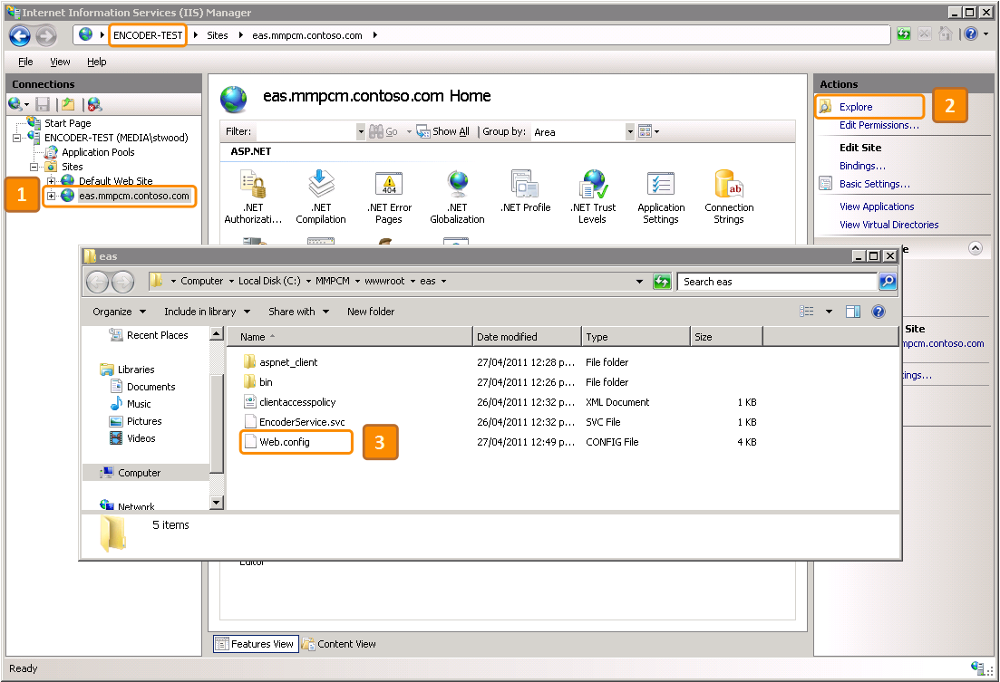 Internet Information Services (IIS) Manager
ENCODER-TEST Sites eas.mmpcm.contoso.com
File View Help
Connections
Start Page
ENCODER-TEST (MEDIA\stwood)
Application Pools
Sites
Default Web Site
1
eas.mmpcm.contoso.com
eas.mmpcm.contoso.com Home
Filter: Go Show All Group by: Area
ASP.NET
.NET Authorizati...
.NET Compilation
404
.NET Error Pages
.NET Globalization
.NET Profile
.NET Trust Levels
Application Settings
ab
Connection Strings
Actions
Explore
2
Edit Permissions...
Edit Site
Bindings...
Basic Settings...
View Applications
View Virtual Directories
e
Site
mpcm.contoso.com
ings...
eas
Computer Local Disk (C:) MMPCM wwwroot eas
Search eas
Organize Include in library Share with New folder
Recent Places
Libraries
Documents
Music
Pictures
Videos
Computer
Network
Name Date modified Type Size
aspnet_client 27/04/2011 12:28 p... File folder
bin 27/04/2011 12:26 p... File folder
clientaccesspolicy 26/04/2011 12:32 p... XML Document 1 KB
EncoderService.svc 26/04/2011 12:32 p... SVC File 1 KB
Web.config 27/04/2011 12:49 p... CONFIG File 4 KB
3
5 items
Editor
Features View Content View
Ready